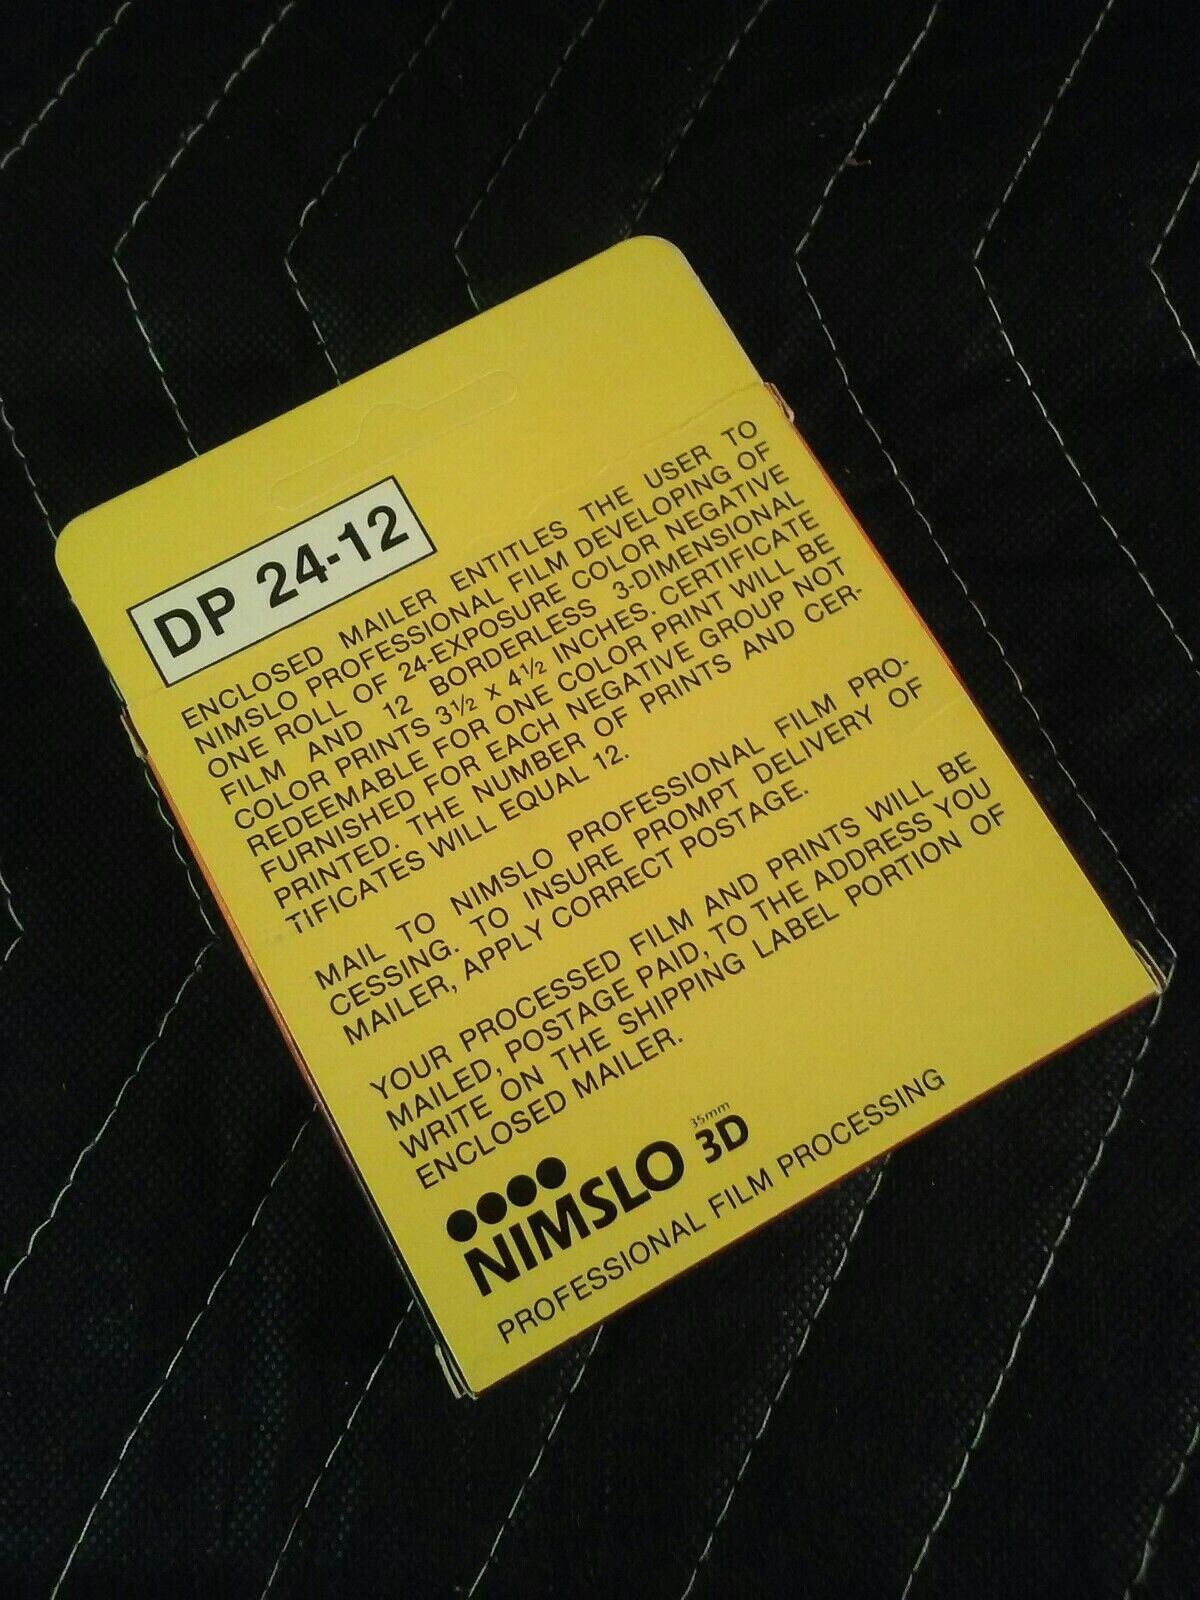 DP 24-12
ENCLOSED MAILER ENTITLES THE USER TO
NIMSLO PROFESSIONAL FILM DEVELOPING OF
ONE ROLL OF 24-EXPOSURE COLOR NEGATIVE
FILM AND 12 BORDERLESS 3-DIMENSIONAL
COLOR PRINTS 3½ x 4½ INCHES. CERTIFICATE
REDEEMABLE FOR ONE COLOR PRINT WILL BE
FURNISHED FOR EACH NEGATIVE GROUP NOT
PRINTED. THE NUMBER OF PRINTS AND CER-
TIFICATES WILL EQUAL 12.
MAIL TO NIMSLO PROFESSIONAL FILM PRO-
CESSING. TO INSURE PROMPT DELIVERY OF
MAILER, APPLY CORRECT POSTAGE.
YOUR PROCESSED FILM AND PRINTS WILL BE
MAILED, POSTAGE PAID, TO THE ADDRESS YOU
WRITE ON THE SHIPPING LABEL PORTION OF
ENCLOSED MAILER.
35mm
NIMSLO 3D
PROFESSIONAL FILM PROCESSING